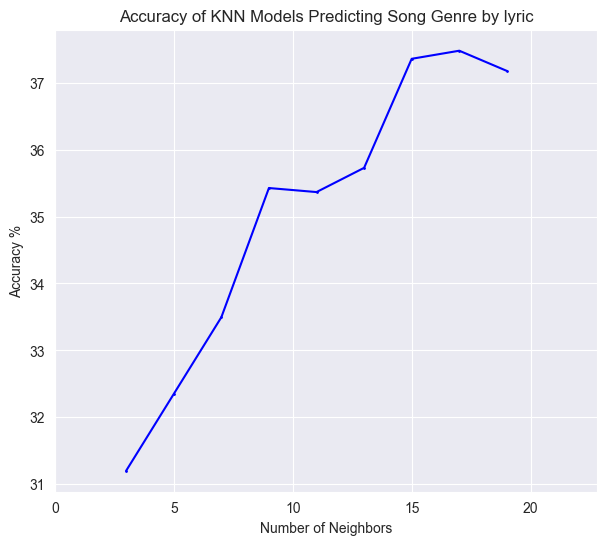 Accuracy of KNN Models Predicting Song Genre by lyric
Accuracy %
37
36
35
34
33
32
31
0 5 10 15 20
Number of Neighbors